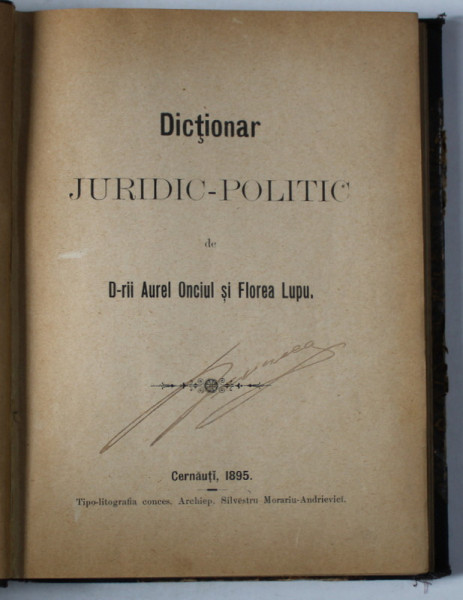 Dicţionar
JURIDIC-POLITIC
de
D-rii Aurel Onciul şi Florea Lupu.
Cernăuţi, 1895.
Tipo-litografia conces. Archiep. Silvestru Morariu-Andrievici.